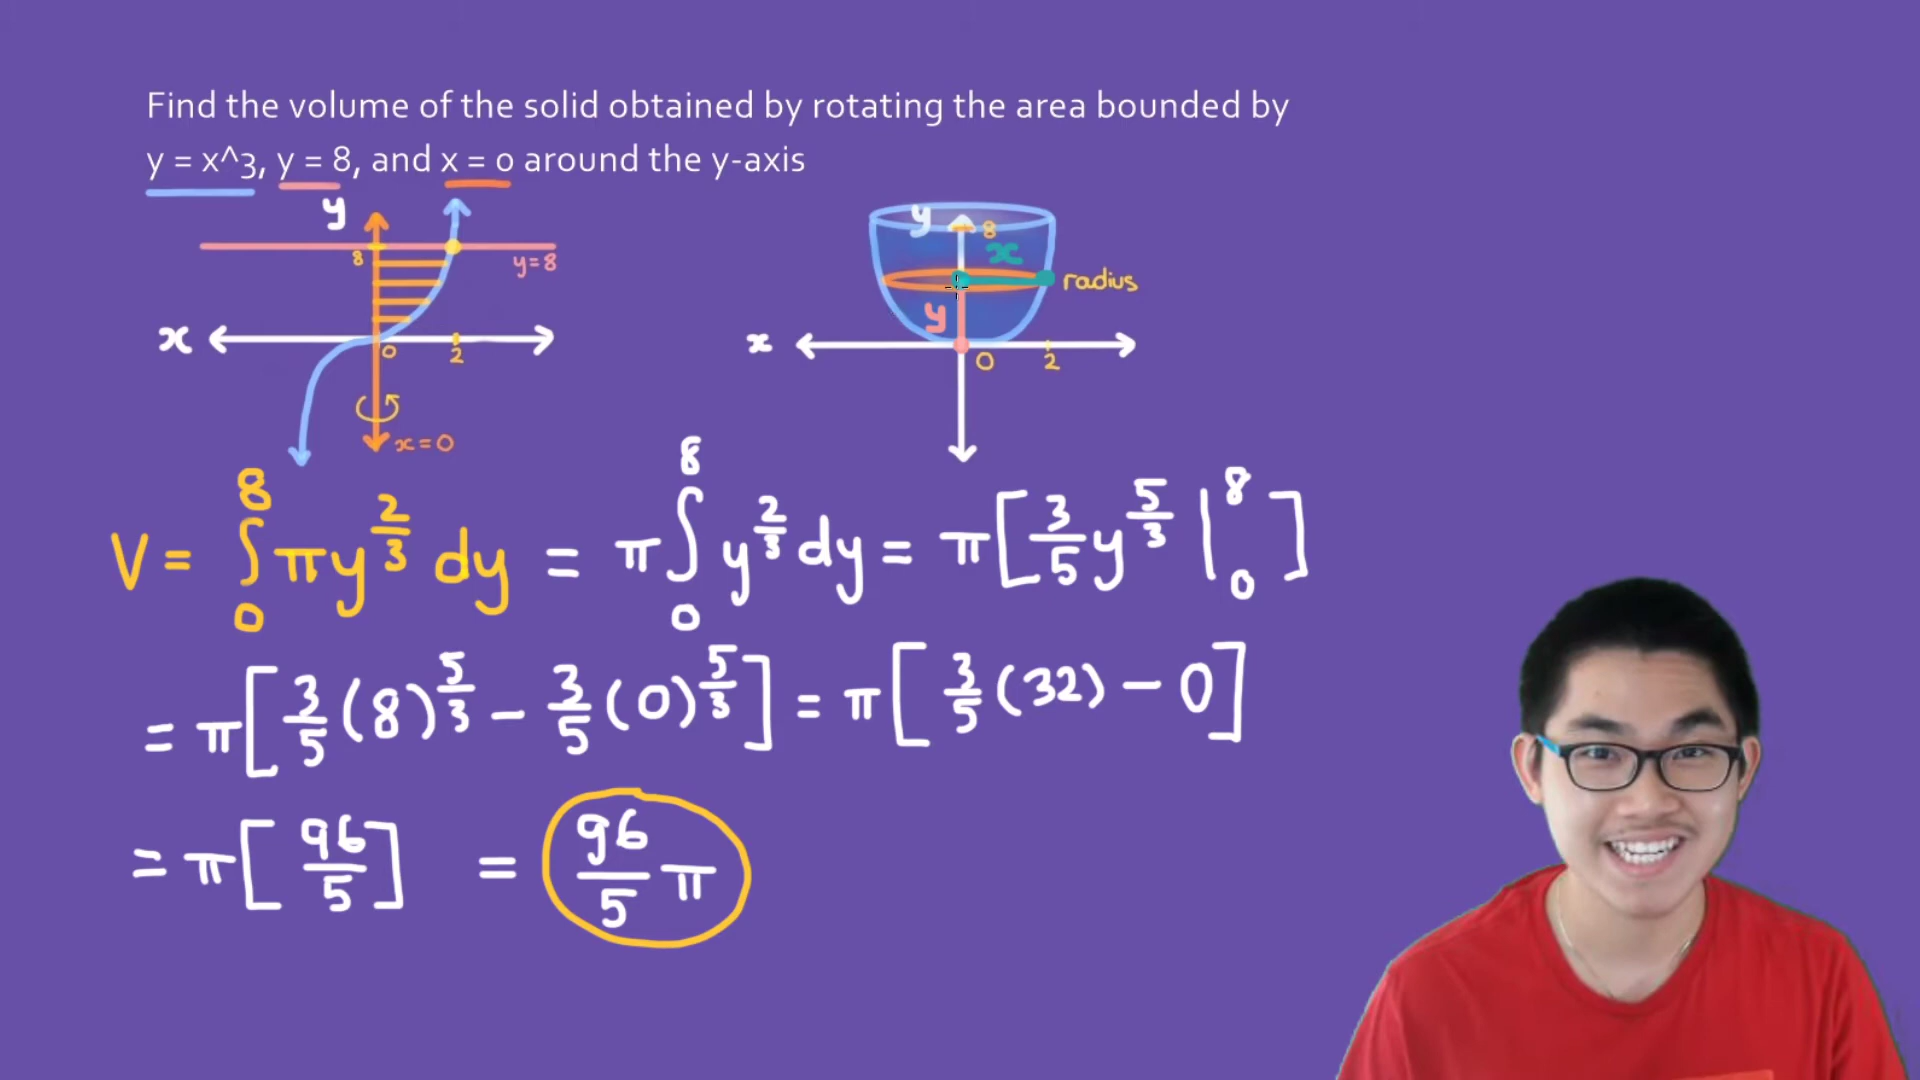 Find the volume of the solid obtained by rotating the area bounded by
y = x^3, y = 8, and x = 0 around the y-axis
y
8
y=8
x
0
2
x=0
y
8
x
radius
y
x
0
2
V = ∫₀⁸ πy^(2/3) dy = π∫₀⁸ y^(2/3) dy = π[3/5 y^(5/3) |₀⁸]
= π[3/5 (8)^(5/3) − 3/5 (0)^(5/3)] = π[3/5 (32) − 0]
= π[96/5] = 96/5 π